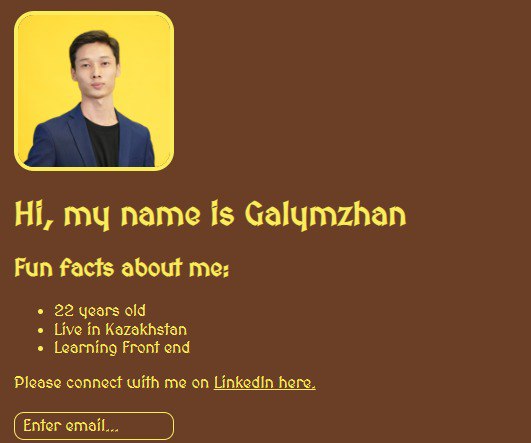 Hi, my name is Galymzhan
Fun facts about me:
22 years old
Live in Kazakhstan
Learning Front end
Please connect with me on LinkedIn here.
Enter email...